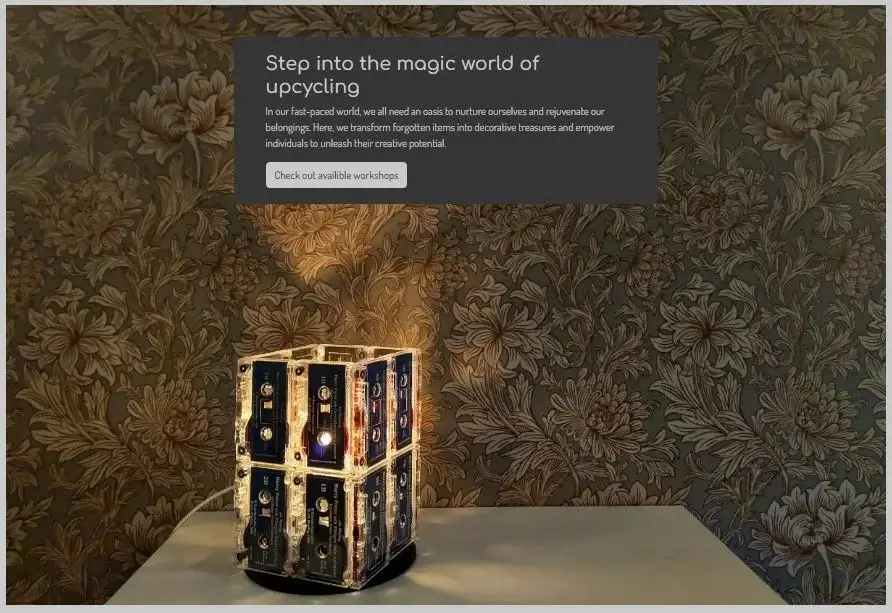 Step into the magic world of
upcycling
In our fast-paced world, we all need an oasis to nurture ourselves and rejuvenate our
belongings. Here, we transform forgotten items into decorative treasures and empower
individuals to unleash their creative potential.
Check out availible workshops